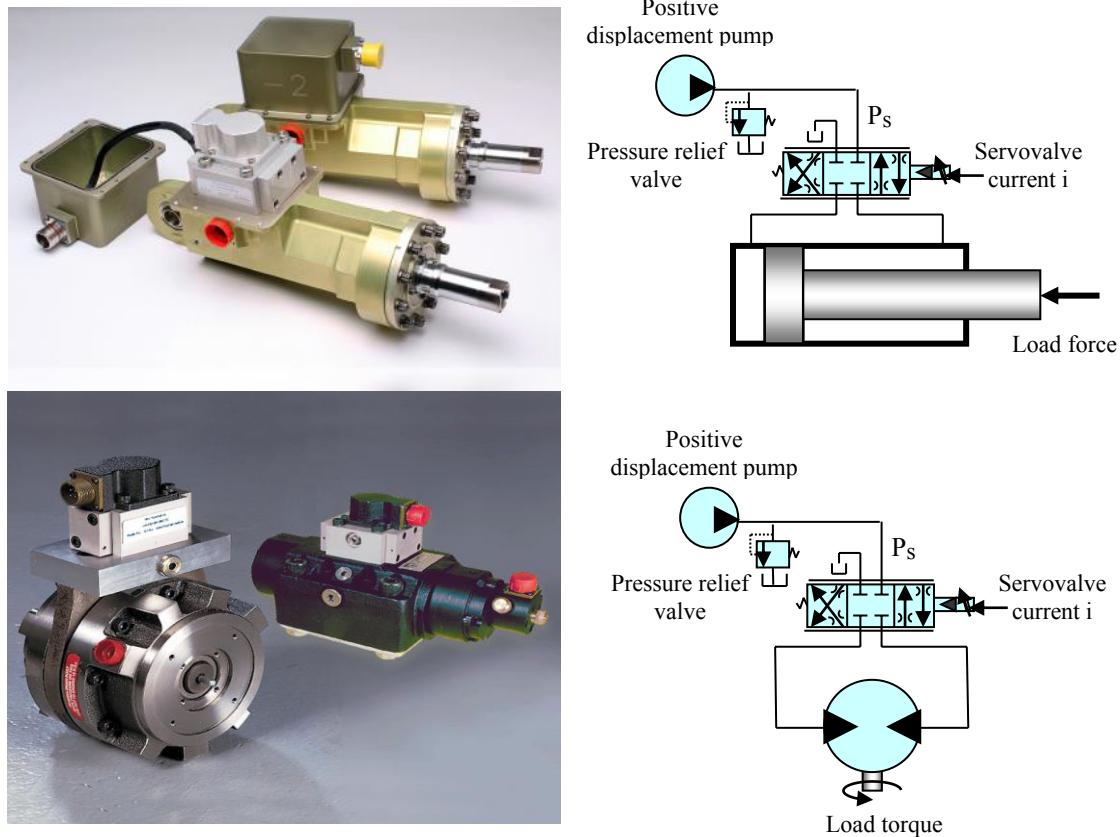 Positive
displacement pump
Ps
Pressure relief
valve
Servovalve
current i
Load force
-2
Positive
displacement pump
Ps
Pressure relief
valve
Servovalve
current i
Load torque